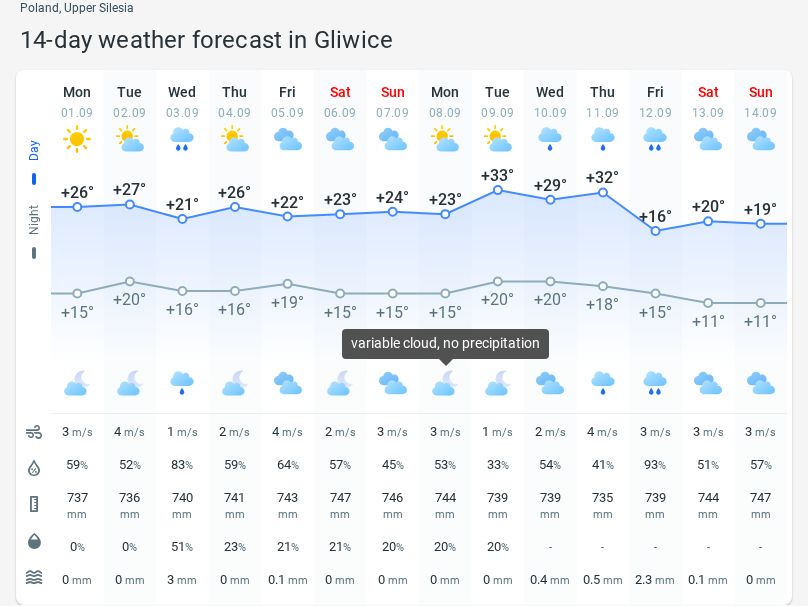 Poland, Upper Silesia
14-day weather forecast in Gliwice
Mon Tue Wed Thu Fri Sat Sun Mon Tue Wed Thu Fri Sat Sun
01.09 02.09 03.09 04.09 05.09 06.09 07.09 08.09 09.09 10.09 11.09 12.09 13.09 14.09
Day
+26° +27° +21° +26° +22° +23° +24° +23° +33° +29° +32° +16° +20° +19°
Night
+15° +20° +16° +16° +19° +15° +15° +15° +20° +20° +18° +15° +11° +11°
variable cloud, no precipitation
3 m/s 4 m/s 1 m/s 2 m/s 4 m/s 2 m/s 3 m/s 3 m/s 1 m/s 2 m/s 4 m/s 3 m/s 3 m/s 3 m/s
59% 52% 83% 59% 64% 57% 45% 53% 33% 54% 41% 93% 51% 57%
737 736 740 741 743 747 746 744 739 739 735 739 744 747
mm mm mm mm mm mm mm mm mm mm mm mm mm mm
0% 0% 51% 23% 21% 21% 20% 20% 20% - - - - -
0 mm 0 mm 3 mm 0 mm 0.1 mm 0 mm 0 mm 0 mm 0 mm 0.4 mm 0.5 mm 2.3 mm 0.1 mm 0 mm